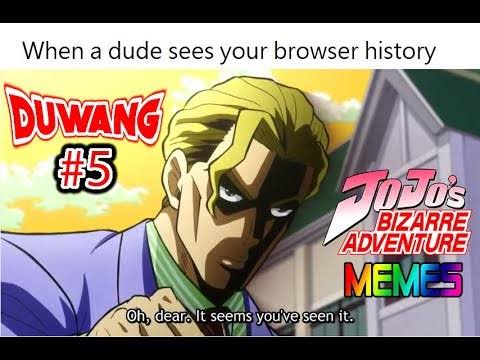 When a dude sees your browser history
DUWANG
#5
JOJO'S
BIZARRE
ADVENTURE
MEMES
Oh, dear. It seems you've seen it.